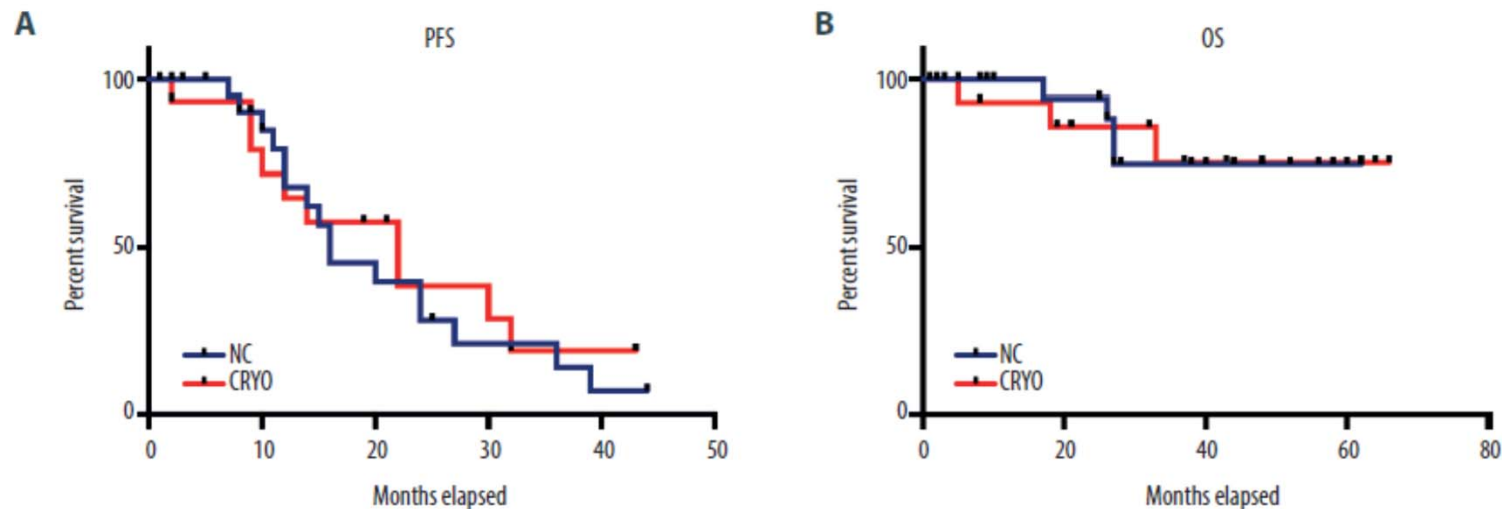 A
PFS
100
50
0
Percent survival
NC
CRYO
0 10 20 30 40 50
Months elapsed
B
OS
100
50
0
Percent survival
NC
CRYO
0 20 40 60 80
Months elapsed